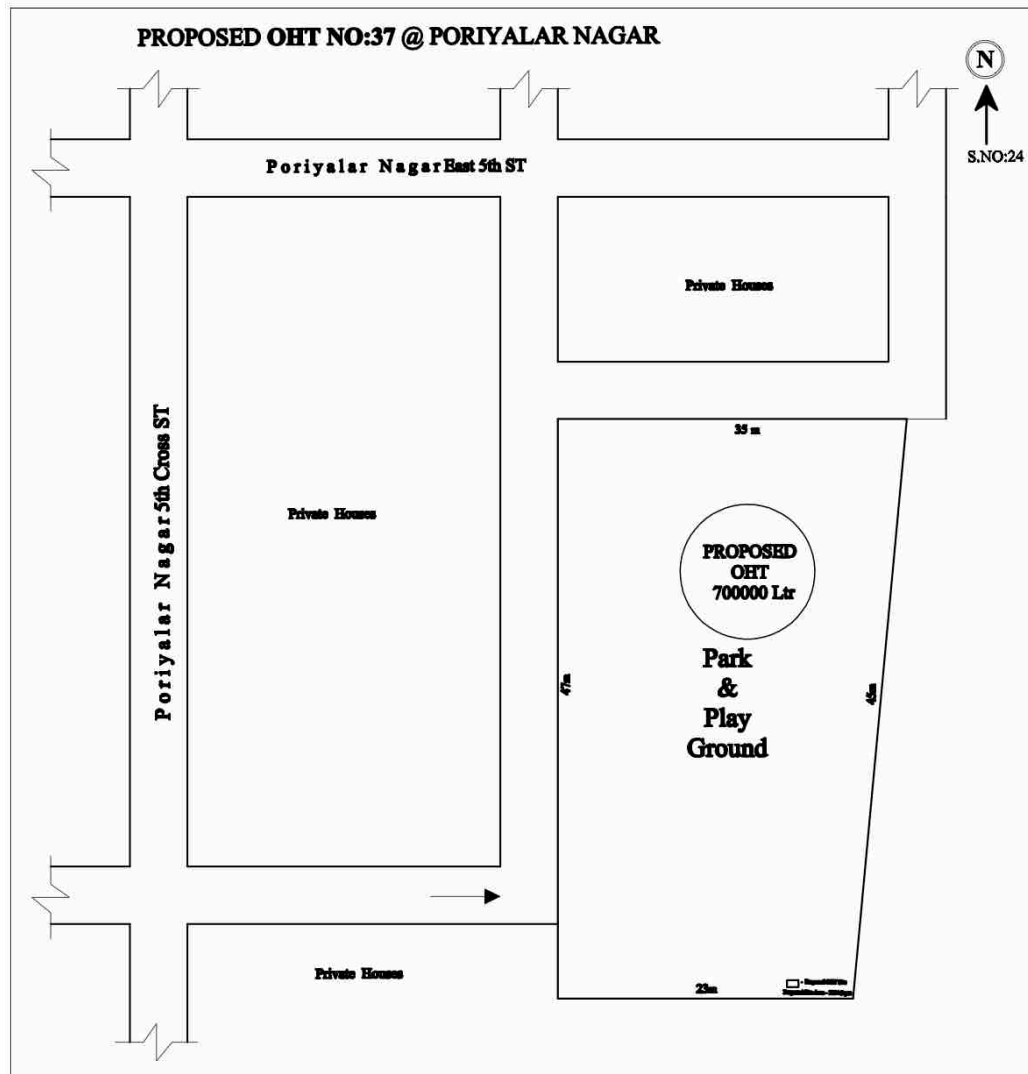 PROPOSED OHT NO:37 @ PORIYALAR NAGAR
N
S.NO:24
Poriyalar Nagar East 5th ST
Private Houses
35 m
Poriyalar Nagar 5th Cross ST
Private Houses
PROPOSED
OHT
700000 Ltr
Park
&
Play
Ground
47m
45m
Private Houses
23m